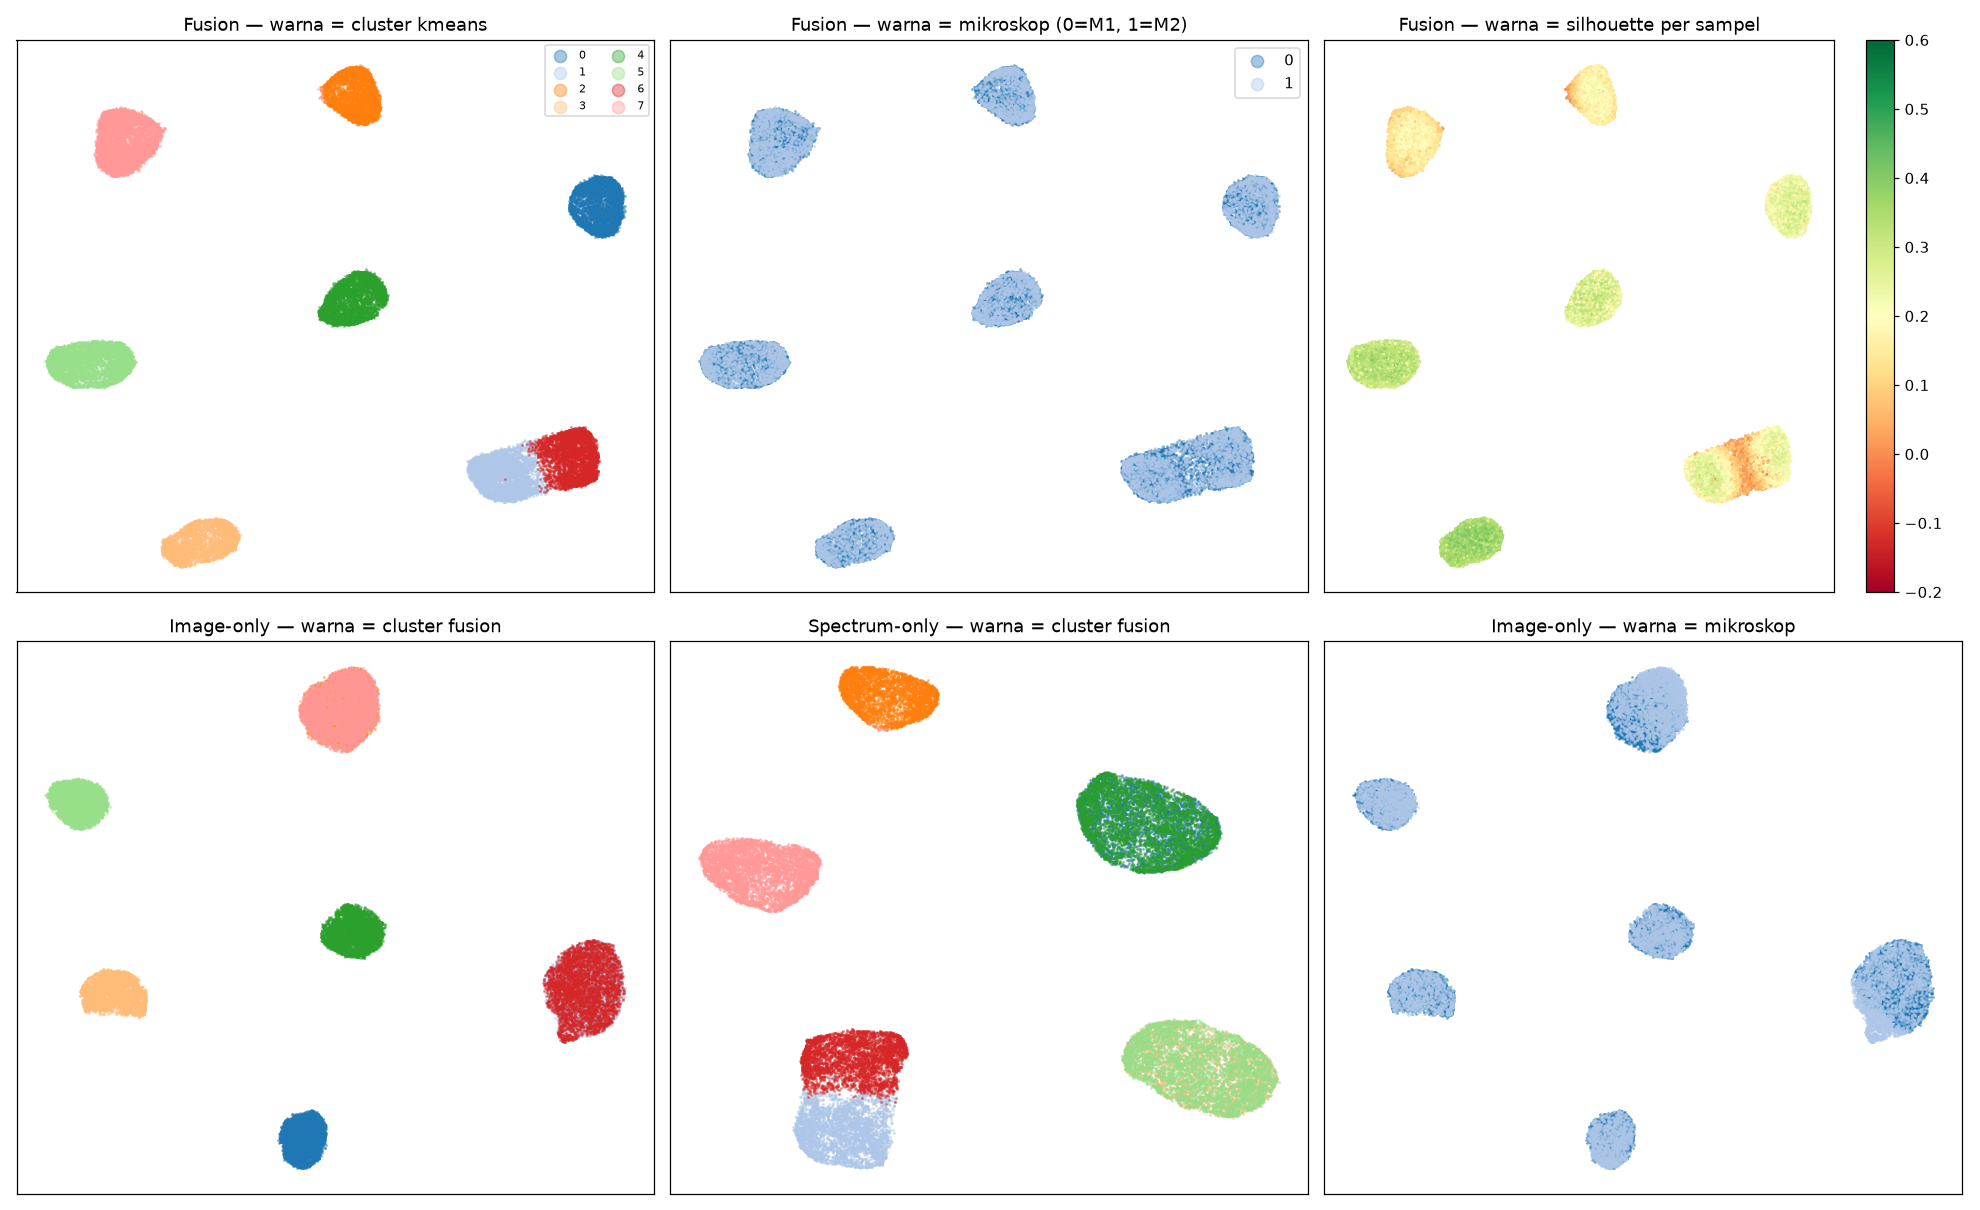 Fusion — warna = cluster kmeans
0 4
1 5
2 6
3 7
Fusion — warna = mikroskop (0=M1, 1=M2)
0
1
Fusion — warna = silhouette per sampel
0.6
0.5
0.4
0.3
0.2
0.1
0.0
−0.1
−0.2
Image-only — warna = cluster fusion
Spectrum-only — warna = cluster fusion
Image-only — warna = mikroskop